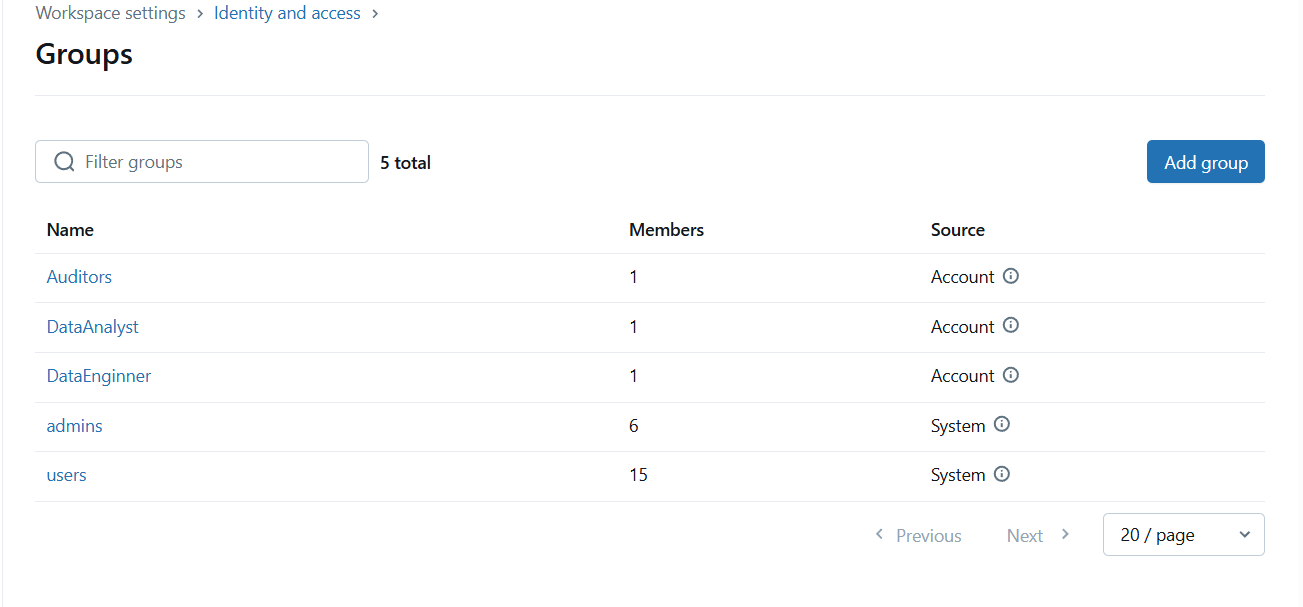 Workspace settings > Identity and access >
Groups
Filter groups 5 total Add group
Name Members Source
Auditors 1 Account
DataAnalyst 1 Account
DataEnginner 1 Account
admins 6 System
users 15 System
Previous Next 20 / page